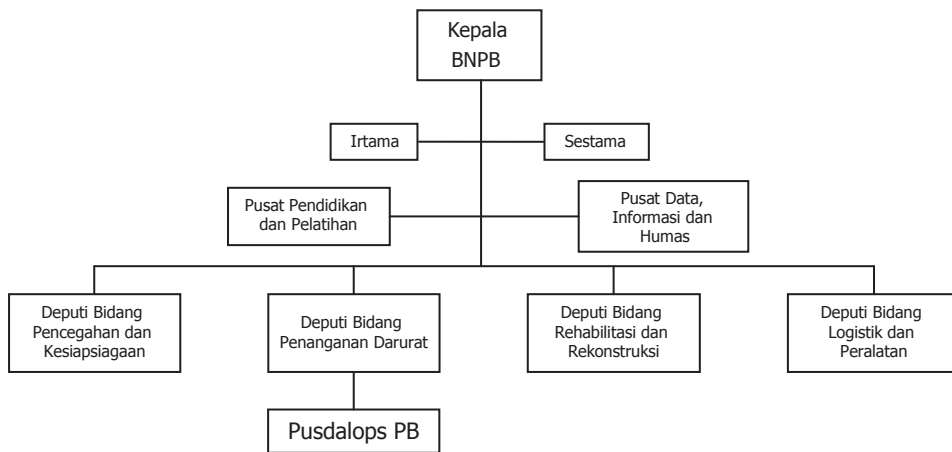 Kepala
BNPB
Irtama
Sestama
Pusat Pendidikan
dan Pelatihan
Pusat Data,
Informasi dan
Humas
Deputi Bidang
Pencegahan dan
Kesiapsiagaan
Deputi Bidang
Penanganan Darurat
Deputi Bidang
Rehabilitasi dan
Rekonstruksi
Deputi Bidang
Logistik dan
Peralatan
Pusdalops PB